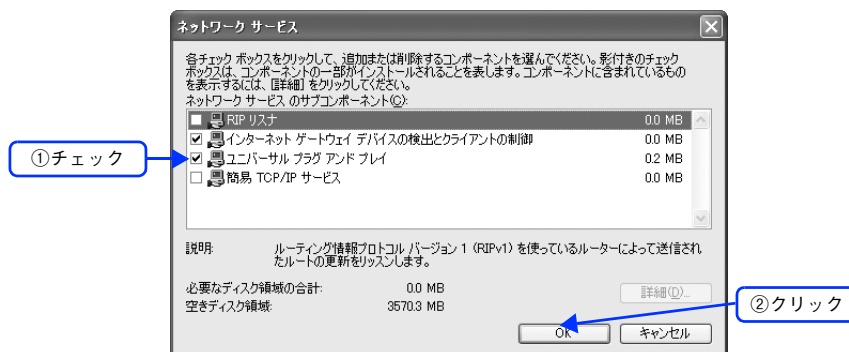 ネットワーク サービス
各チェック ボックスをクリックして、追加または削除するコンポーネントを選んでください。影付きのチェック
ボックスは、コンポーネントの一部がインストールされることを表します。コンポーネントに含まれているもの
を表示するには、[詳細] をクリックしてください。
ネットワーク サービス のサブコンポーネント(C):
RIP リスナ 0.0 MB
インターネット ゲートウェイ デバイスの検出とクライアントの制御 0.0 MB
①チェック
ユニバーサル プラグ アンド プレイ 0.2 MB
簡易 TCP/IP サービス 0.0 MB
説明: ルーティング情報プロトコル バージョン 1 (RIPv1) を使っているルーターによって送信され
たルートの更新をリッスンします。
必要なディスク領域の合計: 0.0 MB
詳細(D)...
空きディスク領域: 3570.3 MB
②クリック
OK キャンセル